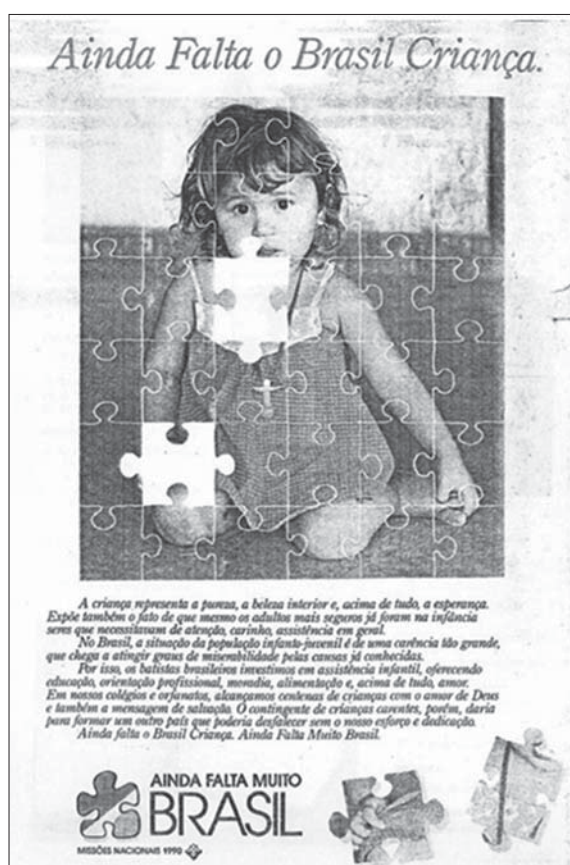 Ainda Falta o Brasil Criança.
A criança representa a pureza, a beleza interior e, acima de tudo, a esperança.
Expõe também o fato de que mesmo os adultos mais seguros já foram na infância
seres que necessitavam de atenção, carinho, assistência em geral.
No Brasil, a situação da população infanto-juvenil é de uma carência tão grande,
que chega a atingir graus de miserabilidade pelas causas já conhecidas.
Por isso, os batistas brasileiros investimos em assistência infantil, oferecendo
educação, orientação profissional, moradia, alimentação e, acima de tudo, amor.
Em nossos colégios e orfanatos, alcançamos centenas de crianças com o amor de Deus
e também a mensagem de salvação. O contingente de crianças carentes, porém, daria
para formar um outro país que poderia desfalecer sem o nosso esforço e dedicação.
Ainda falta o Brasil Criança. Ainda Falta Muito Brasil.
AINDA FALTA MUITO
BRASIL
MISSÕES NACIONAIS 1990